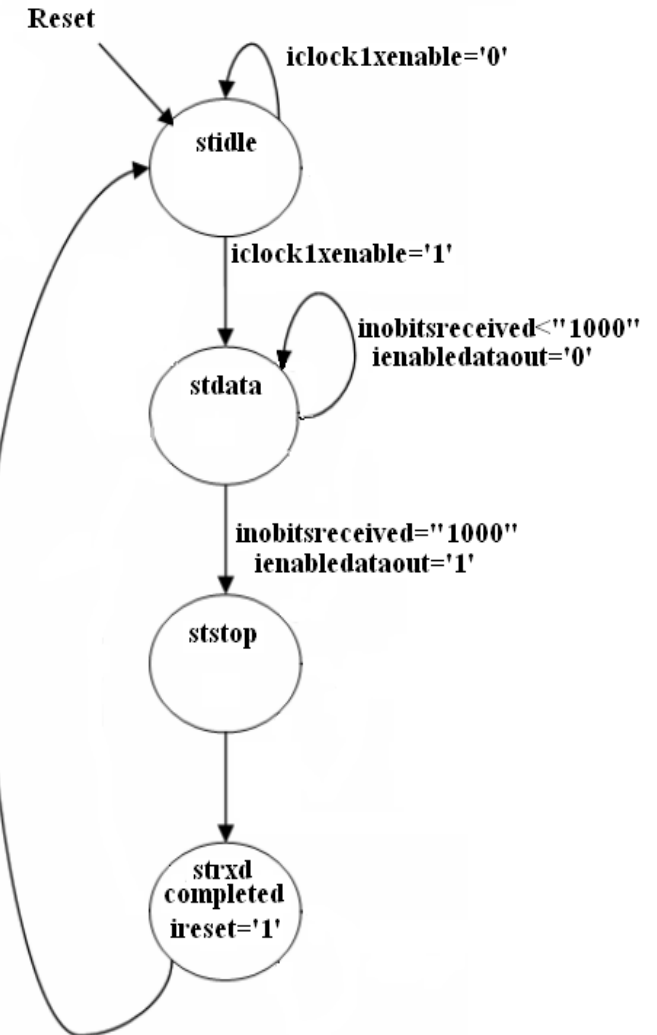 Reset
iclock1xenable='0'
stidle
iclock1xenable='1'
inobitsreceived<"1000"
ienabledataout='0'
stdata
inobitsreceived="1000"
ienabledataout='1'
ststop
strxd
completed
ireset='1'